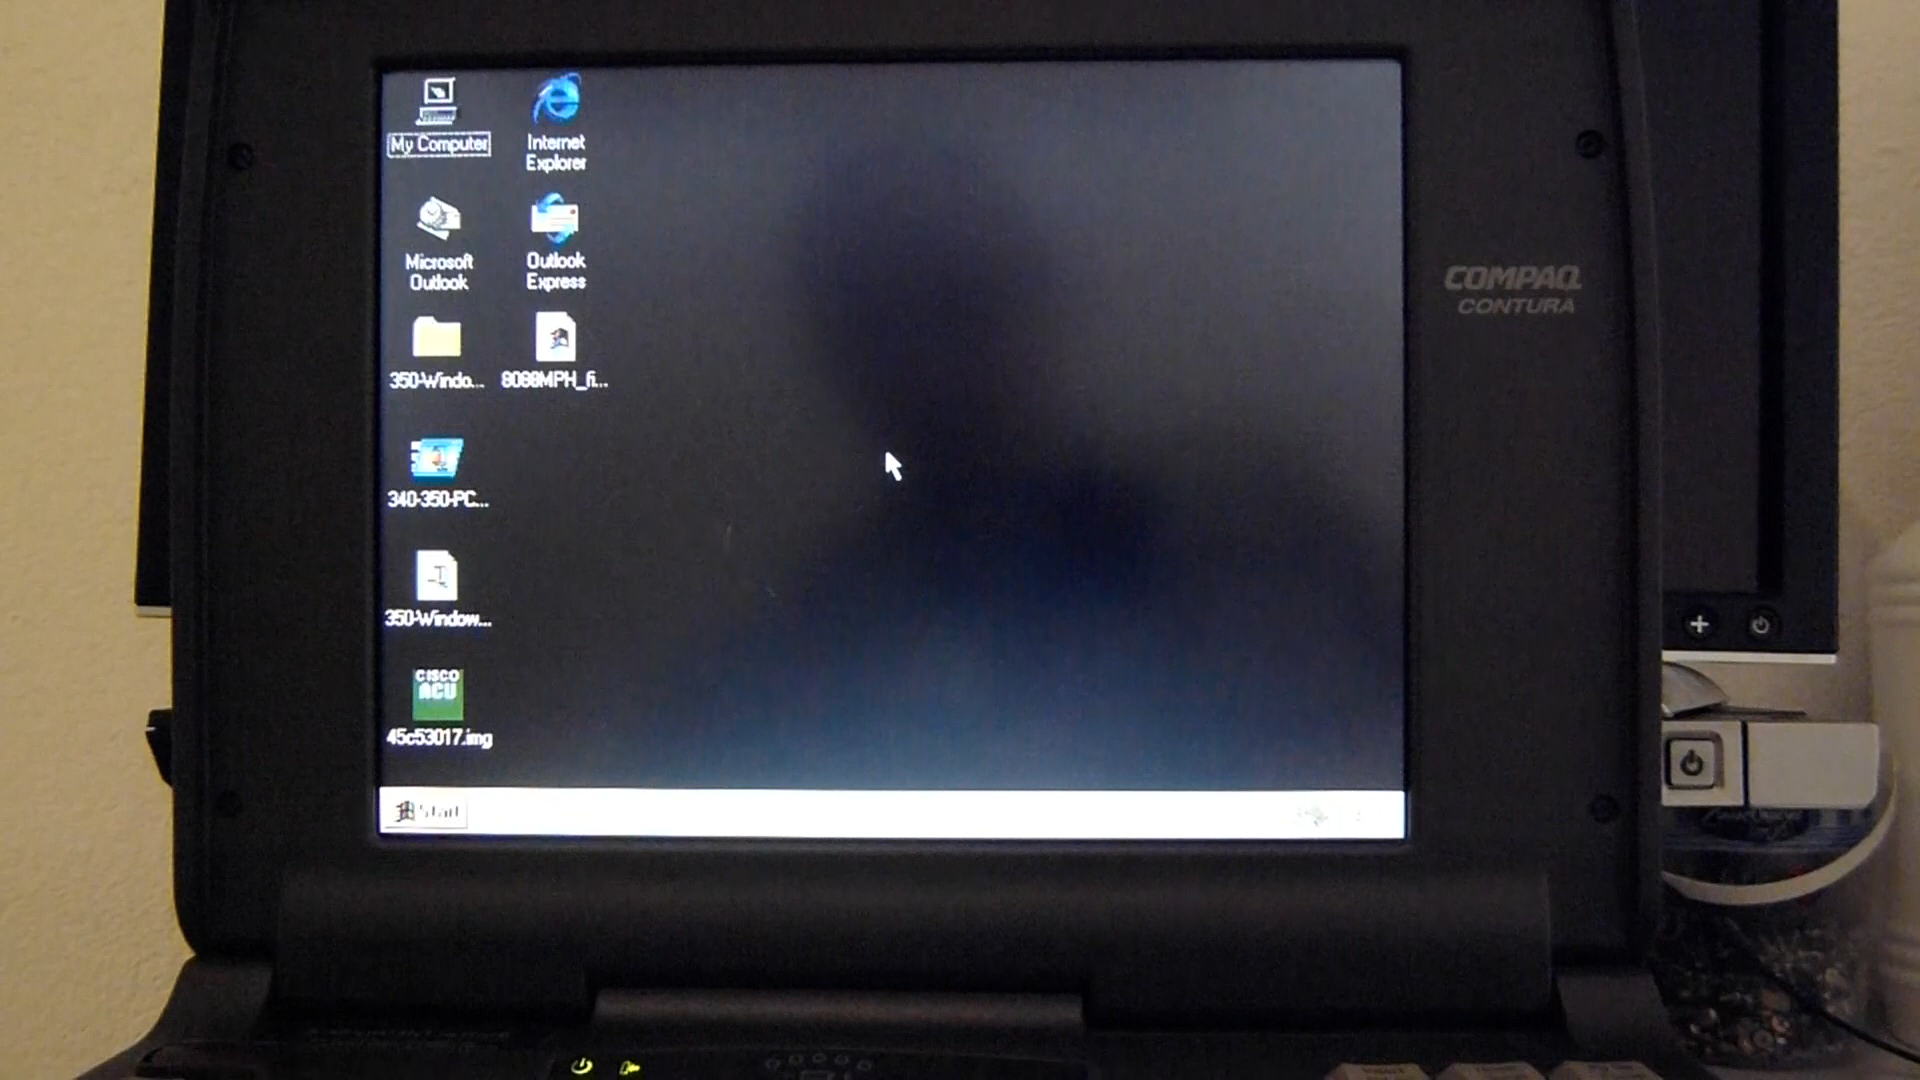 My Computer
Internet
Explorer
Microsoft
Outlook
Outlook
Express
350-Windo...
8088MPH_fi...
340-350-PC...
350-Window...
CISCO
ACU
45c53017.img
Start
COMPAQ
CONTURA